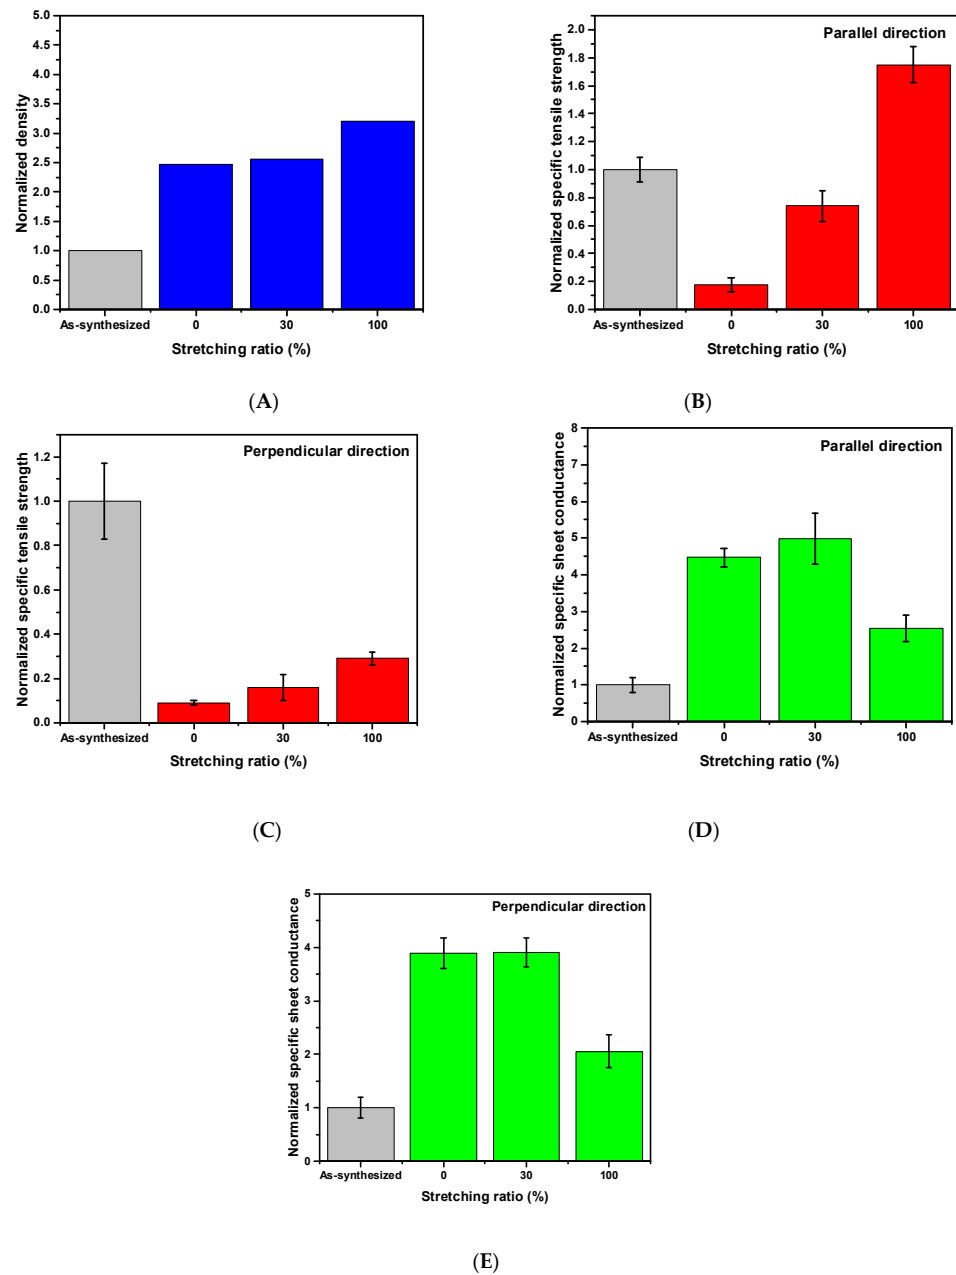 Normalized density
5.0
4.5
4.0
3.5
3.0
2.5
2.0
1.5
1.0
0.5
0.0
As-synthesized 0 30 100
Stretching ratio (%)
(A)
Parallel direction
Normalized specific tensile strength
2.0
1.8
1.6
1.4
1.2
1.0
0.8
0.6
0.4
0.2
0.0
As-synthesized 0 30 100
Stretching ratio (%)
(B)
Perpendicular direction
Normalized specific tensile strength
1.2
1.0
0.8
0.6
0.4
0.2
0.0
As-synthesized 0 30 100
Stretching ratio (%)
(C)
Parallel direction
Normalized specific sheet conductance
8
7
6
5
4
3
2
1
0
As-synthesized 0 30 100
Stretching ratio (%)
(D)
Perpendicular direction
Normalized specific sheet conductance
5
4
3
2
1
0
As-synthesized 0 30 100
Stretching ratio (%)
(E)